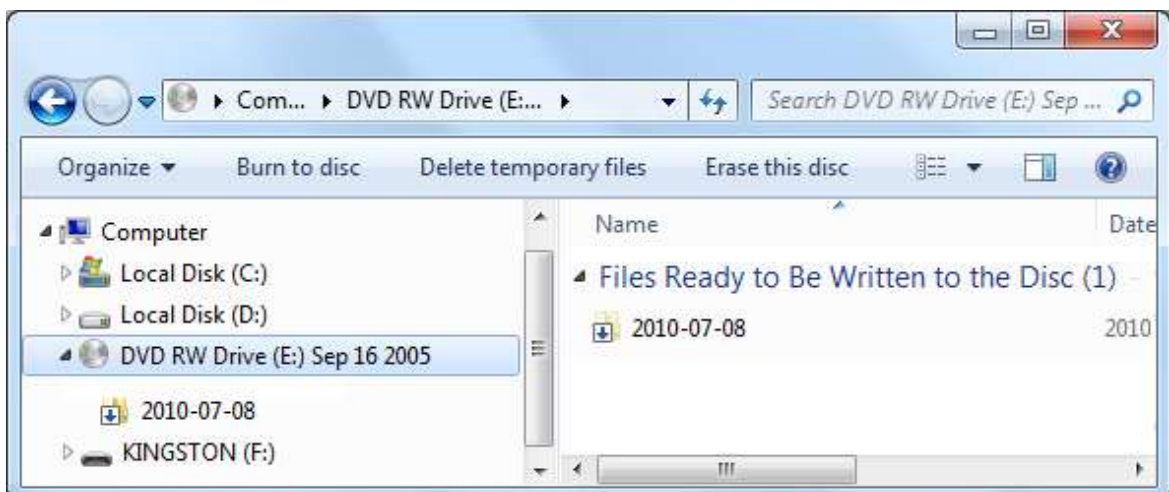 Com... DVD RW Drive (E:... Search DVD RW Drive (E:) Sep ...
Organize Burn to disc Delete temporary files Erase this disc
Computer
Local Disk (C:)
Local Disk (D:)
DVD RW Drive (E:) Sep 16 2005
2010-07-08
KINGSTON (F:)
Name Date
Files Ready to Be Written to the Disc (1)
2010-07-08 2010